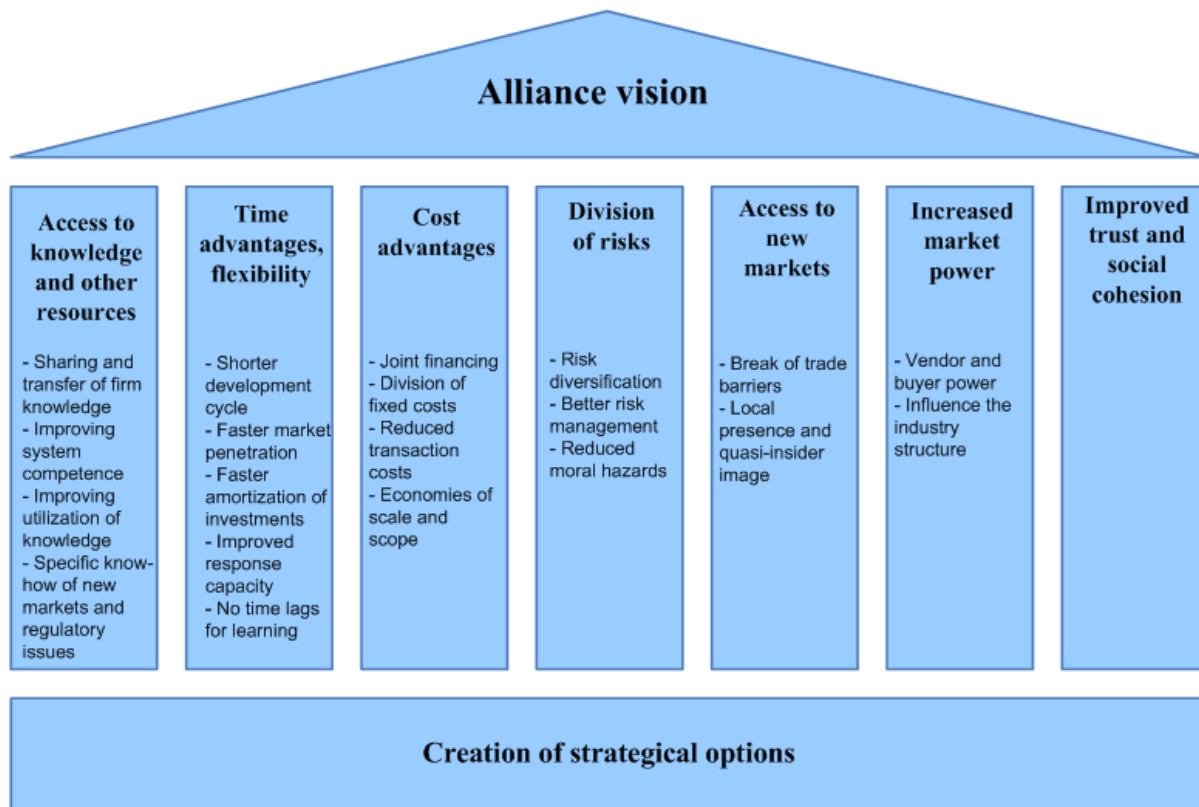 Alliance vision
Access to
knowledge
and other
resources
- Sharing and
transfer of firm
knowledge
- Improving
system
competence
- Improving
utilization of
knowledge
- Specific know-
how of new
markets and
regulatory
issues
Time
advantages,
flexibility
- Shorter
development
cycle
- Faster market
penetration
- Faster
amortization of
investments
- Improved
response
capacity
- No time lags
for learning
Cost
advantages
- Joint financing
- Division of
fixed costs
- Reduced
transaction
costs
- Economies of
scale and
scope
Division
of risks
- Risk
diversification
- Better risk
management
- Reduced
moral hazards
Access to
new
markets
- Break of trade
barriers
- Local
presence and
quasi-insider
image
Increased
market
power
- Vendor and
buyer power
- Influence the
industry
structure
Improved
trust and
social
cohesion
Creation of strategical options